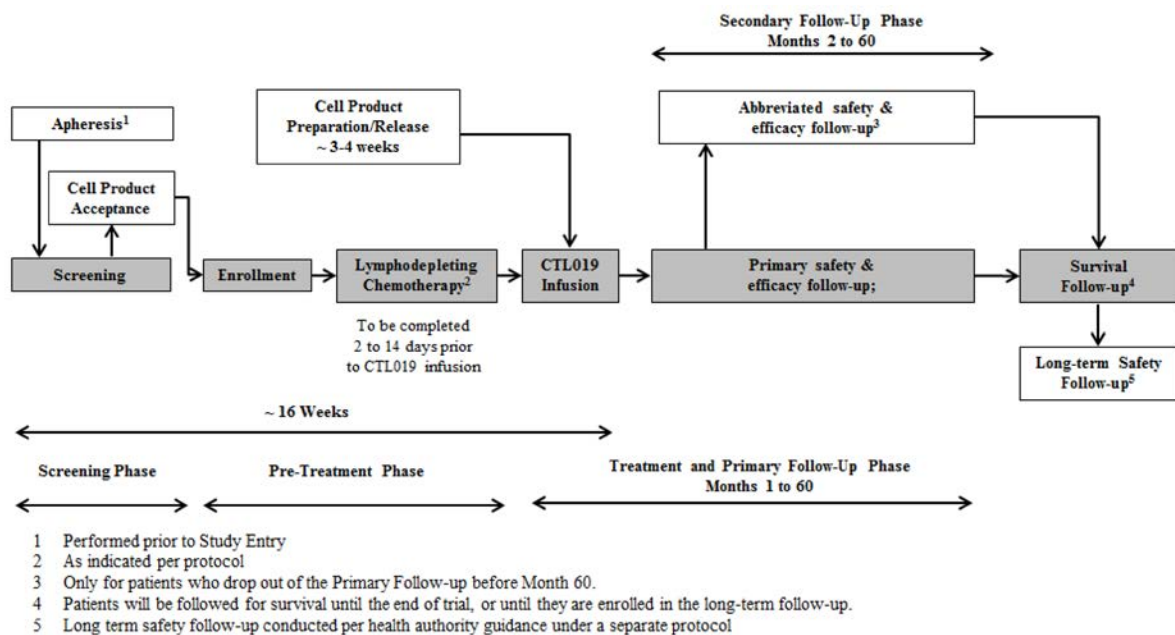 Secondary Follow-Up Phase
Months 2 to 60
Apheresis1
Cell Product
Preparation/Release
~ 3-4 weeks
Abbreviated safety &
efficacy follow-up3
Cell Product
Acceptance
Screening
Enrollment
Lymphodepleting
Chemotherapy2
CTL019
Infusion
Primary safety &
efficacy follow-up;
Survival
Follow-up4
To be completed
2 to 14 days prior
to CTL019 infusion
Long-term Safety
Follow-up5
~ 16 Weeks
Screening Phase
Pre-Treatment Phase
Treatment and Primary Follow-Up Phase
Months 1 to 60
1 Performed prior to Study Entry
2 As indicated per protocol
3 Only for patients who drop out of the Primary Follow-up before Month 60.
4 Patients will be followed for survival until the end of trial, or until they are enrolled in the long-term follow-up.
5 Long term safety follow-up conducted per health authority guidance under a separate protocol